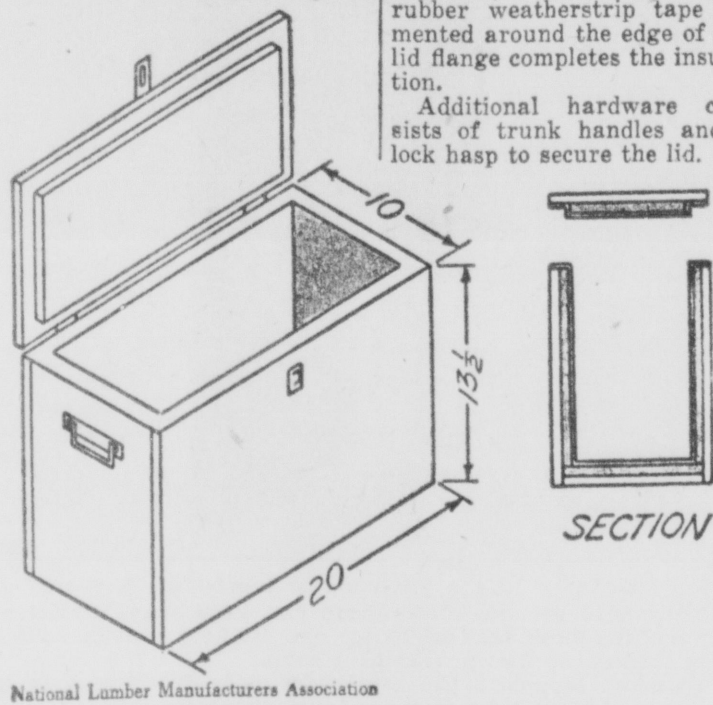 rubber weatherstrip tape
mented around the edge of
lid flange completes the insu
tion.
Additional hardware c
sists of trunk handles and
lock hasp to secure the lid.
10
13½
20
SECTION
National Lumber Manufacturers Association